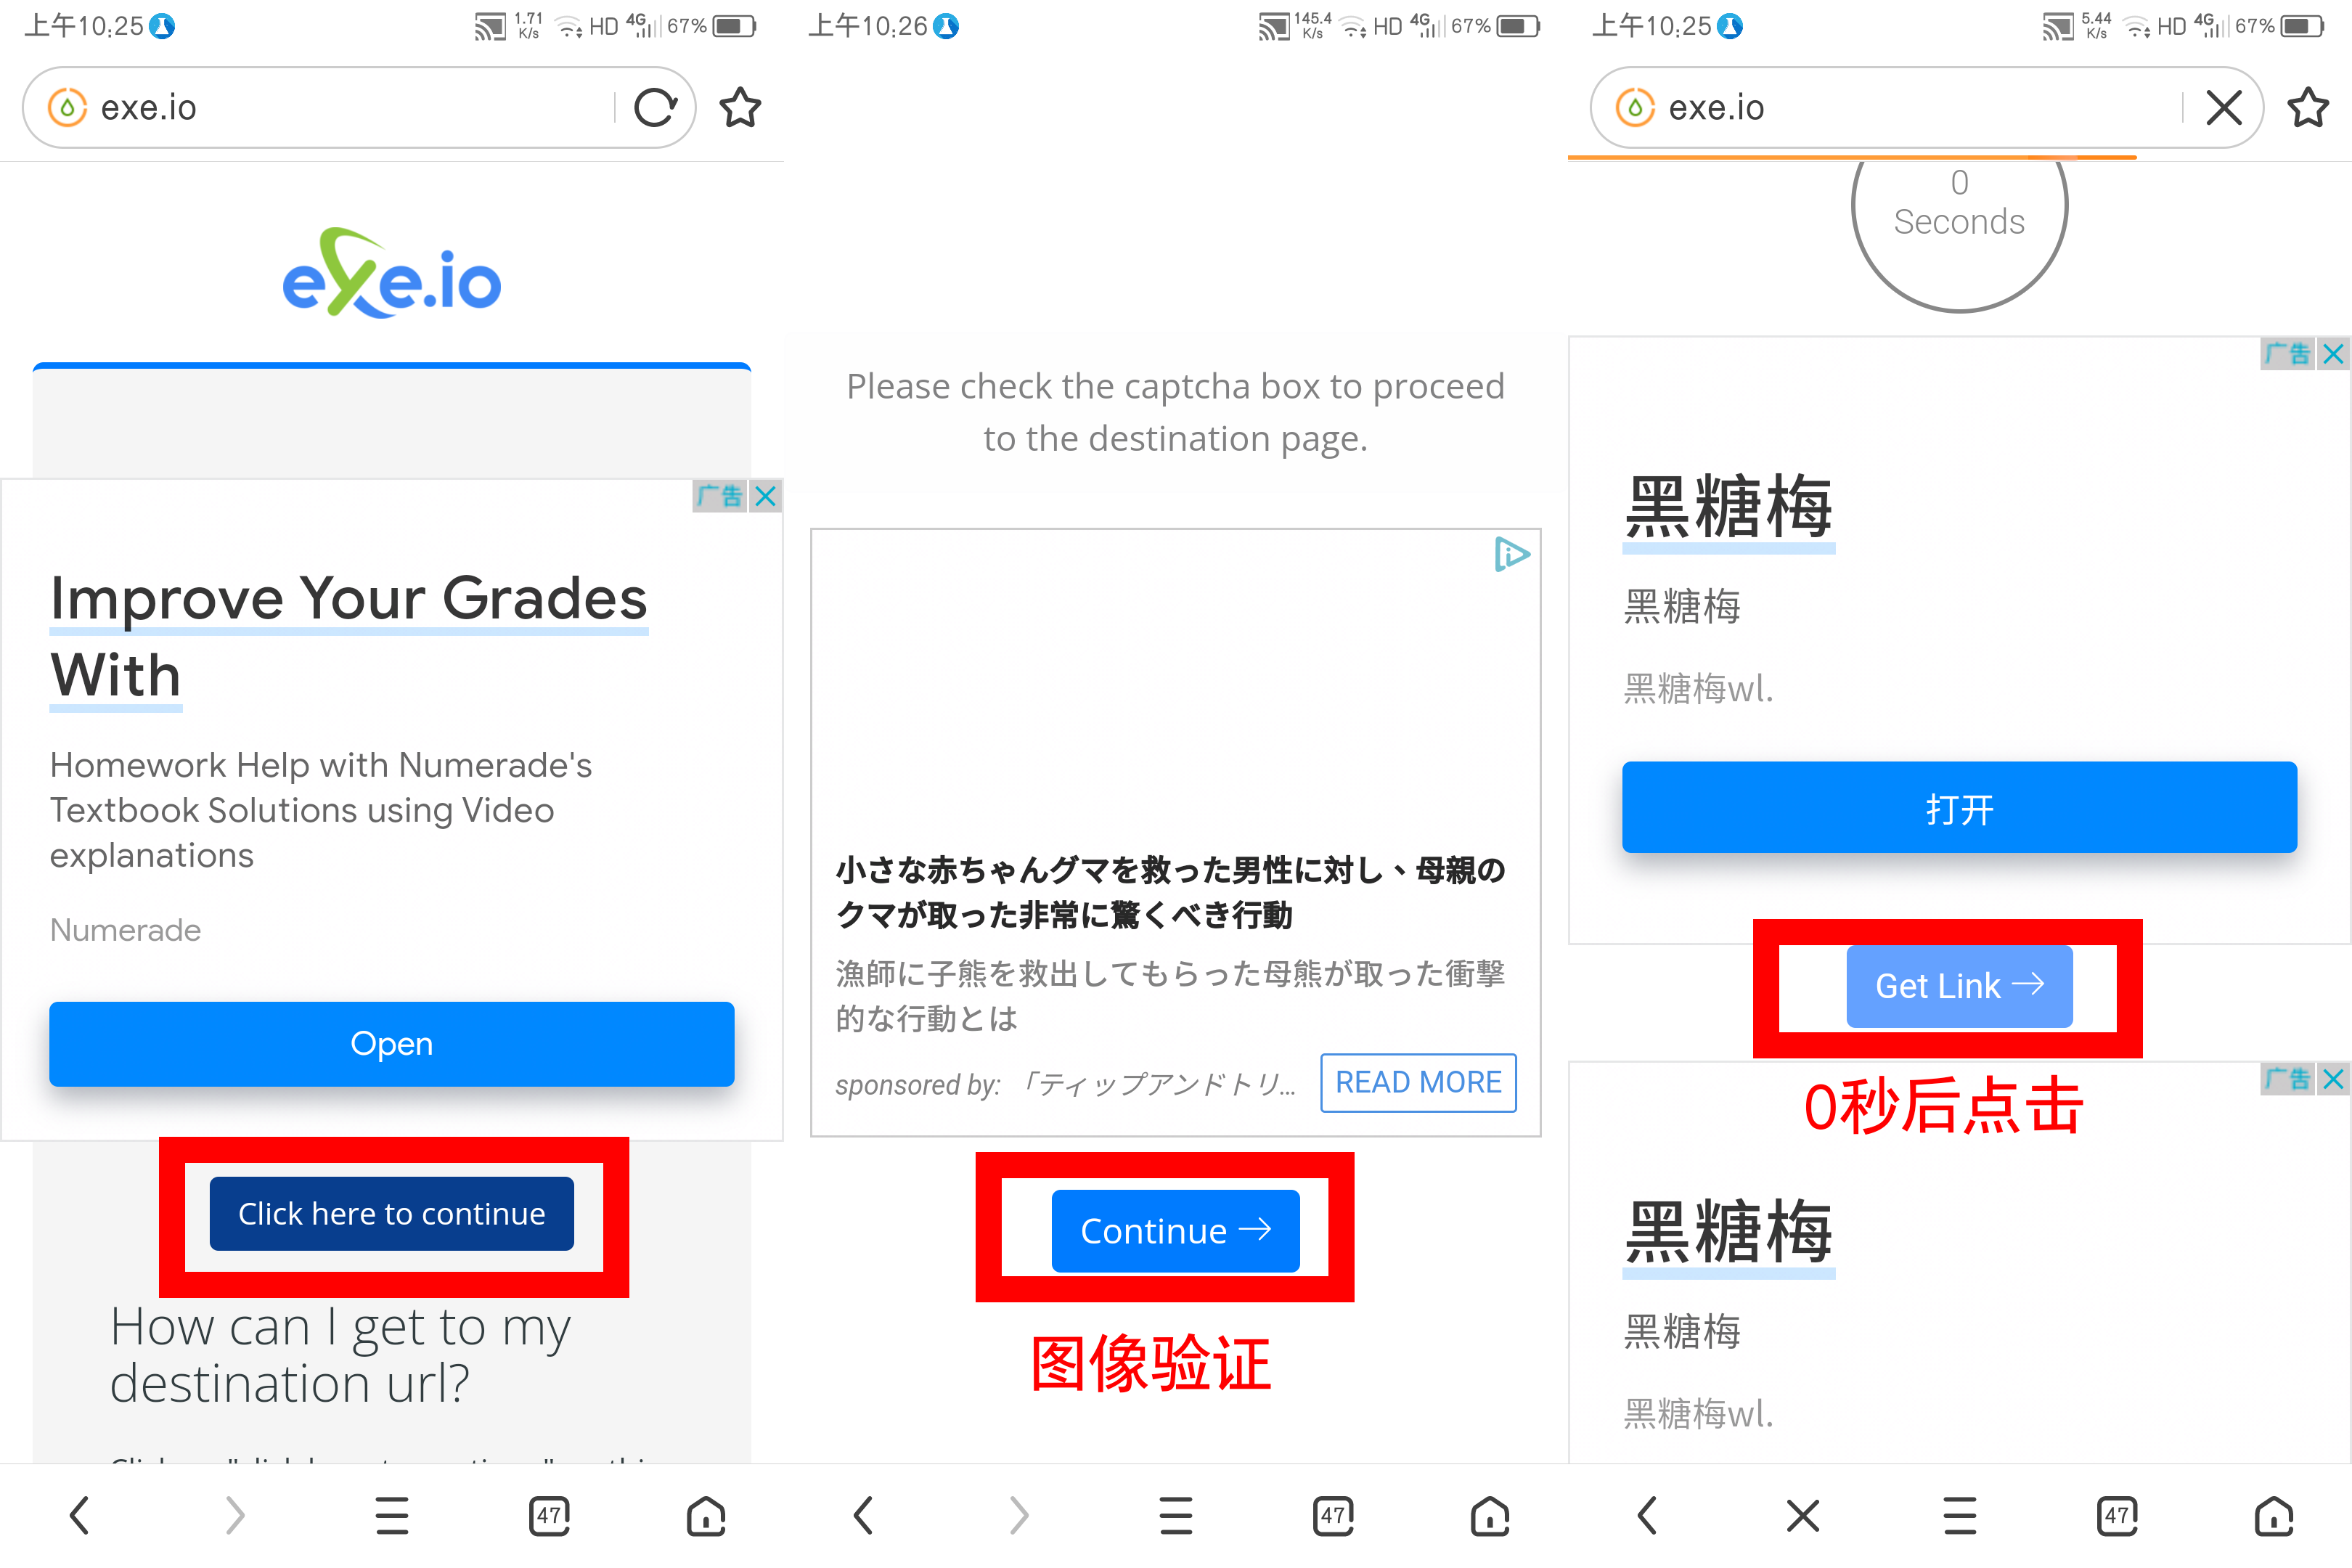 上午10:25
1.71
K/s
HD
4G
67%
exe.io
exe.io
广告
Improve Your Grades
With
Homework Help with Numerade's
Textbook Solutions using Video
explanations
Numerade
Open
Click here to continue
How can I get to my
destination url?
47
上午10:26
145.4
K/s
HD
4G
67%
Please check the captcha box to proceed
to the destination page.
小さな赤ちゃんグマを救った男性に対し、母親の
クマが取った非常に驚くべき行動
漁師に子熊を救出してもらった母熊が取った衝撃
的な行動とは
sponsored by: 「ティップアンドトリ...
READ MORE
Continue →
图像验证
47
上午10:25
5.44
K/s
HD
4G
67%
exe.io
0
Seconds
广告
黑糖梅
黑糖梅
黑糖梅wl.
打开
Get Link →
0秒后点击
广告
黑糖梅
黑糖梅
黑糖梅wl.
47